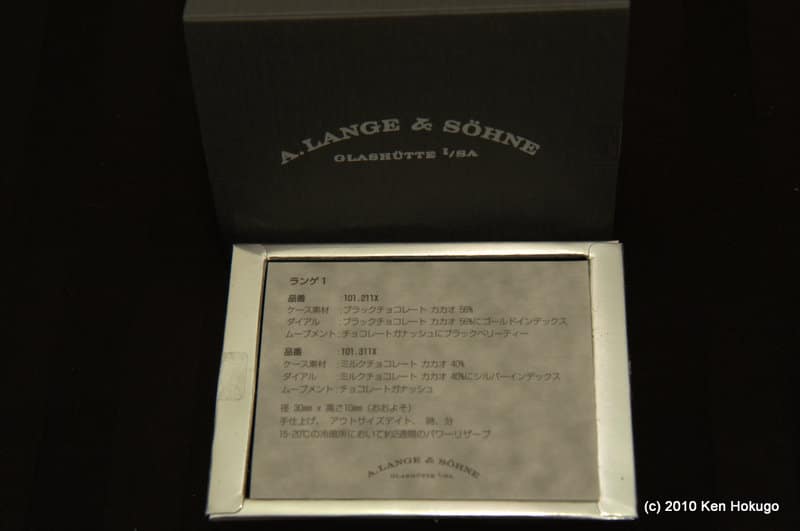 A. LANGE & SÖHNE
GLASHÜTTE I/SA
ランゲ 1
品番 : 101.211X
ケース素材 : ブラックチョコレート カカオ 56%
ダイアル : ブラックチョコレート カカオ 56%にゴールドインデックス
ムーブメント : チョコレートガナッシュにブラックベリーティー
品番 : 101.311X
ケース素材 : ミルクチョコレート カカオ 40%
ダイアル : ミルクチョコレート カカオ 40%にシルバーインデックス
ムーブメント : チョコレートガナッシュ
径 30mm x 高さ10mm (おおよそ)
手仕上げ、 アウトサイズデイト、 時、分
15-20℃の冷暗所において約2週間のパワーリザーブ
A. LANGE & SÖHNE
GLASHÜTTE I/SA
(c) 2010 Ken Hokugo